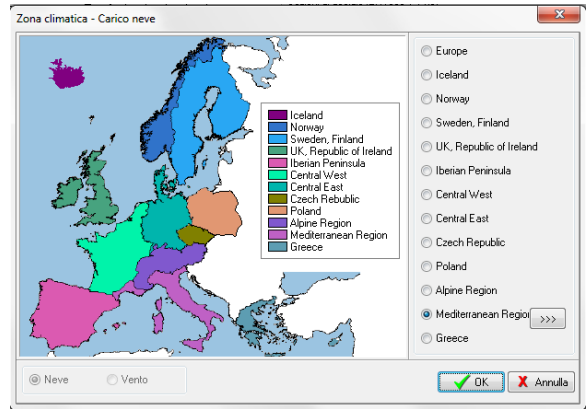 Zona climatica - Carico neve
Iceland
Norway
Sweden, Finland
UK, Republic of Ireland
Iberian Peninsula
Central West
Central East
Czech Rebublic
Poland
Alpine Region
Mediterranean Region
Greece
Europe
Iceland
Norway
Sweden, Finland
UK, Republic of Ireland
Iberian Peninsula
Central West
Central East
Czech Republic
Poland
Alpine Region
Mediterranean Regior
>>>
Greece
Neve
Vento
OK
Annulla